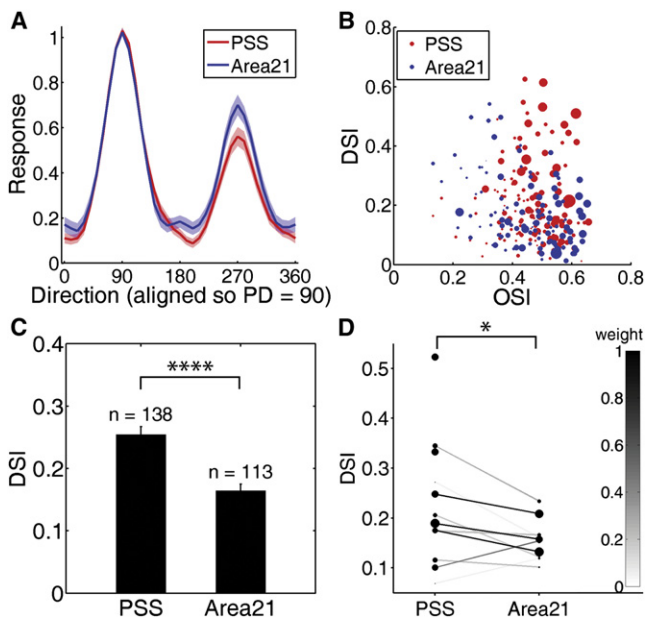 A
PSS
Area21
Response
1
0.8
0.6
0.4
0.2
0
0 90 180 270 360
Direction (aligned so PD = 90)
B
PSS
Area21
DSI
0.8
0.6
0.4
0.2
0
0 0.2 0.4 0.6 0.8
OSI
C
****
n = 138
n = 113
DSI
0.4
0.3
0.2
0.1
0
PSS Area21
D
*
DSI
0.5
0.4
0.3
0.2
0.1
PSS Area21
weight
1
0.8
0.6
0.4
0.2
0